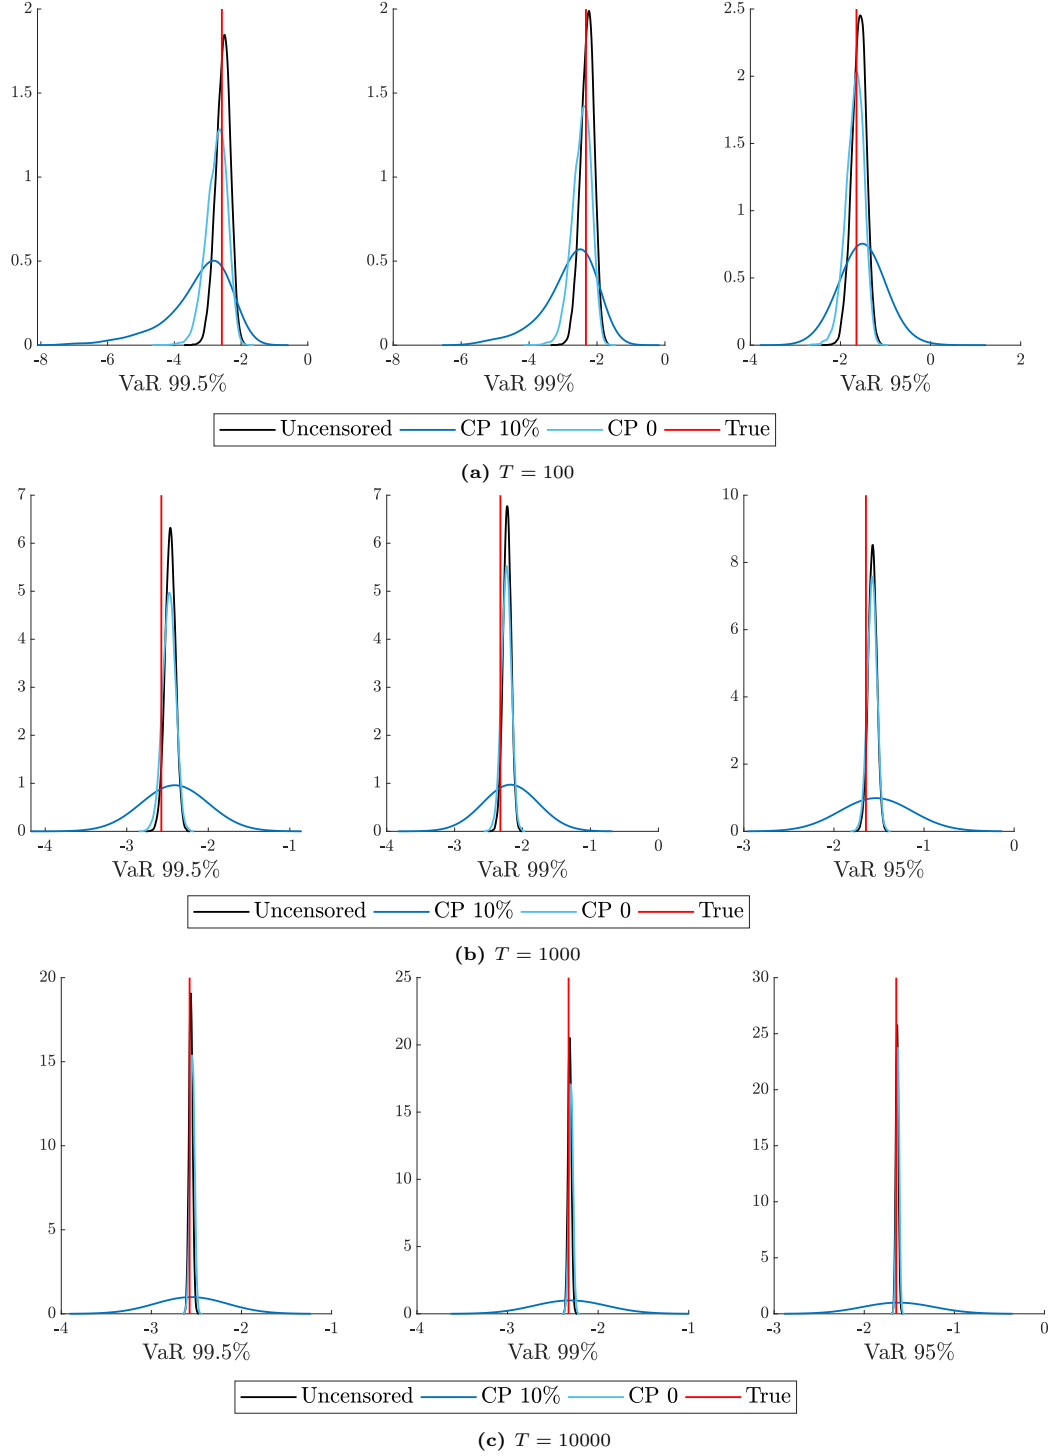 2 2 2.5
1.5 1.5 2
1.5
1 1
1
0.5 0.5
0.5
0 0 0
-8 -6 -4 -2 0 -8 -6 -4 -2 0 -4 -2 0 2
VaR 99.5% VaR 99% VaR 95%
Uncensored CP 10% CP 0 True
(a) T = 100
7 7 10
6 6
8
5 5
6
4 4
3 3
4
2 2
2
1 1
0 0 0
-4 -3 -2 -1 -4 -3 -2 -1 0 -3 -2 -1 0
VaR 99.5% VaR 99% VaR 95%
Uncensored CP 10% CP 0 True
(b) T = 1000
20 25 30
25
20
15
20
15
10 15
10
10
5
5
5
0 0 0
-4 -3 -2 -1 -4 -3 -2 -1 -3 -2 -1 0
VaR 99.5% VaR 99% VaR 95%
Uncensored CP 10% CP 0 True
(c) T = 10000